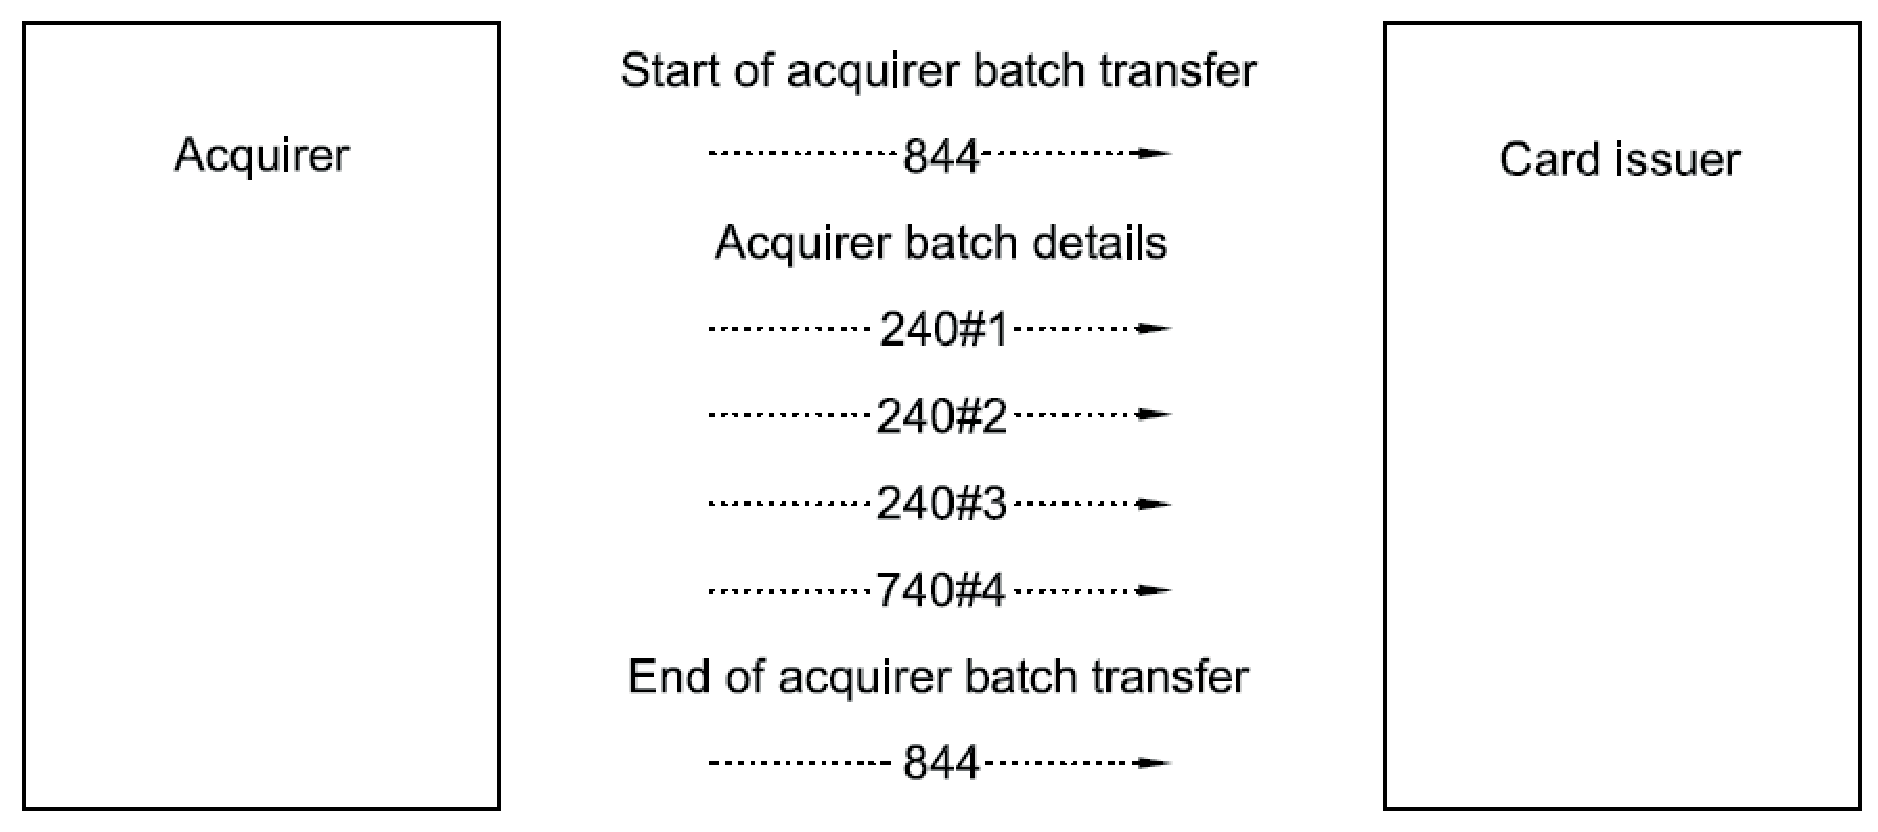 Start of acquirer batch transfer
Acquirer
844
Card issuer
Acquirer batch details
240#1
240#2
240#3
740#4
End of acquirer batch transfer
844